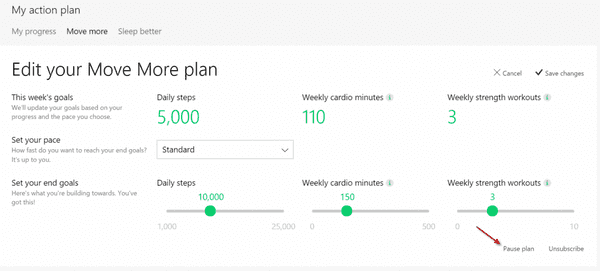 My action plan
My progress Move more Sleep better
Edit your Move More plan
Cancel Save changes
This week's goals
We'll update your goals based on your
progress and the pace you choose.
Daily steps Weekly cardio minutes Weekly strength workouts
5,000 110 3
Set your pace
How fast do you want to reach your end goals?
It's up to you.
Standard
Set your end goals
Here's what you're building towards. You've
got this!
Daily steps Weekly cardio minutes Weekly strength workouts
10,000 150 3
1,000 25,000 0 500 0 10
Pause plan Unsubscribe